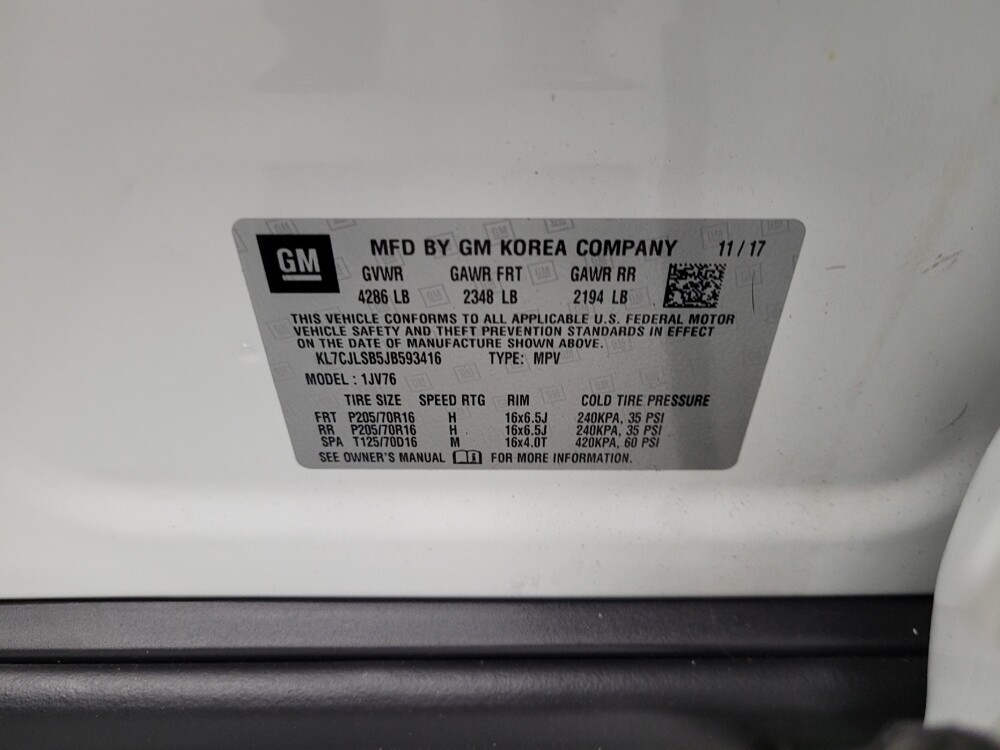 GM MFD BY GM KOREA COMPANY 11 / 17
GVWR GAWR FRT GAWR RR
4286 LB 2348 LB 2194 LB
THIS VEHICLE CONFORMS TO ALL APPLICABLE U.S. FEDERAL MOTOR
VEHICLE SAFETY AND THEFT PREVENTION STANDARDS IN EFFECT
ON THE DATE OF MANUFACTURE SHOWN ABOVE.
KL7CJLSB5JB593416 TYPE: MPV
MODEL : 1JV76
TIRE SIZE SPEED RTG RIM COLD TIRE PRESSURE
FRT P205/70R16 H 16x6.5J 240KPA, 35 PSI
RR P205/70R16 H 16x6.5J 240KPA, 35 PSI
SPA T125/70D16 M 16x4.0T 420KPA, 60 PSI
SEE OWNER'S MANUAL FOR MORE INFORMATION.